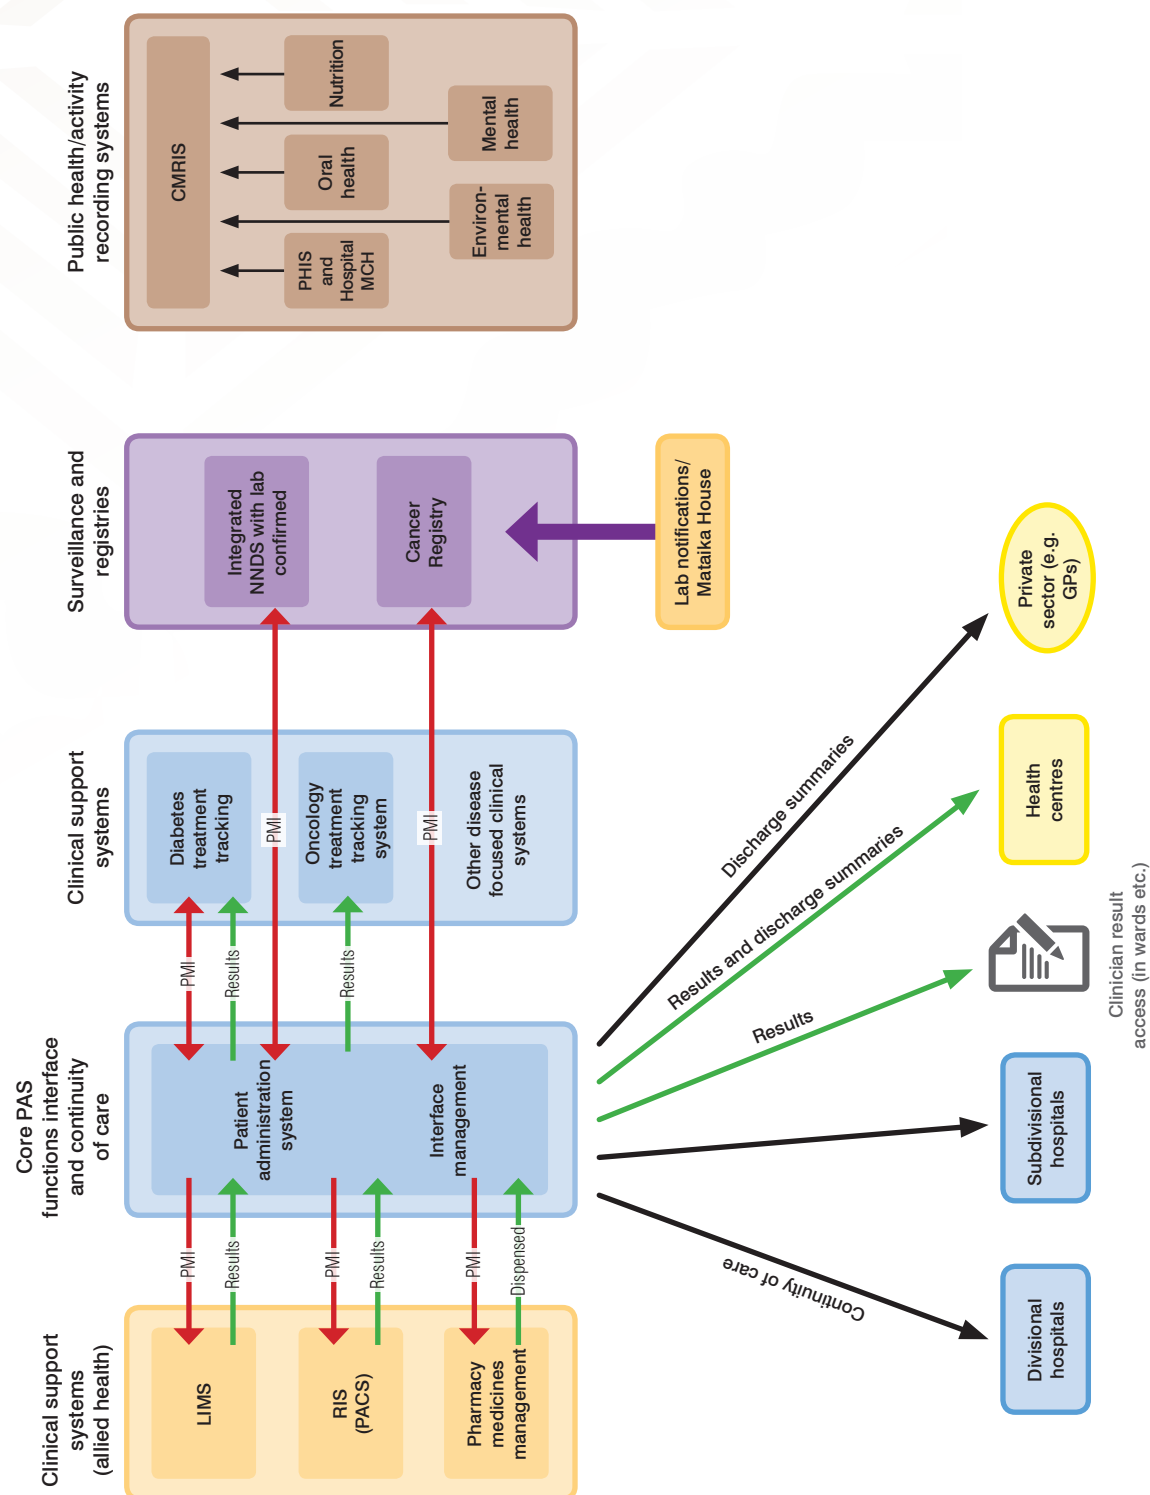 Clinical support
systems
(allied health)
LIMS
RIS
(PACS)
Pharmacy
medicines
management
PMI
Results
PMI
Results
PMI
Dispensed
Core PAS
functions interface
and continuity
of care
Patient
administration
system
Interface
management
PMI
Results
PMI
Results
PMI
Clinical support
systems
Diabetes
treatment
tracking
Oncology
treatment
tracking
system
Other disease
focused clinical
systems
Surveillance and
registries
Integrated
NNDS with lab
confirmed
Cancer
Registry
Lab notifications/
Mataika House
Public health/activity
recording systems
CMRIS
PHIS
and
Hospital
MCH
Oral
health
Nutrition
Environ-
mental
health
Mental
health
Continuity of care
Results
Results and discharge summaries
Discharge summaries
Divisional
hospitals
Subdivisional
hospitals
Clinician result
access (in wards etc.)
Health
centres
Private
sector (e.g.
GPs)